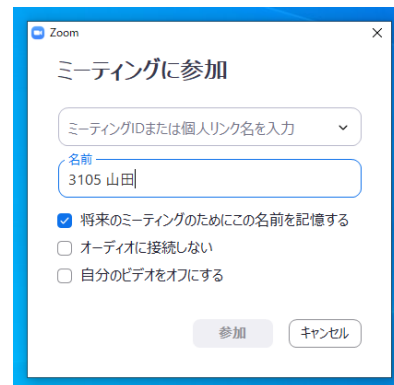 Zoom
ミーティングに参加
ミーティングIDまたは個人リンク名を入力
名前
3105 山田
将来のミーティングのためにこの名前を記憶する
オーディオに接続しない
自分のビデオをオフにする
参加 キャンセル